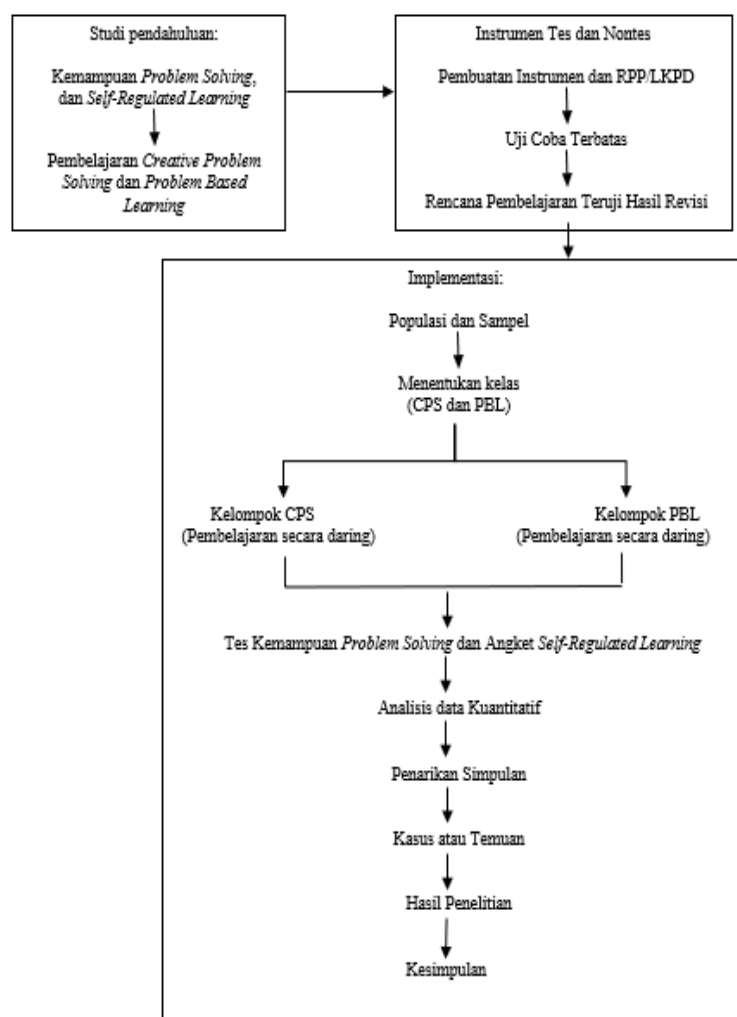 Studi pendahuluan:
Kemampuan Problem Solving,
dan Self-Regulated Learning
Pembelajaran Creative Problem
Solving dan Problem Based
Learning
Instrumen Tes dan Nontes
Pembuatan Instrumen dan RPP/LKPD
Uji Coba Terbatas
Rencana Pembelajaran Teruji Hasil Revisi
Implementasi:
Populasi dan Sampel
Menentukan kelas
(CPS dan PBL)
Kelompok CPS
(Pembelajaran secara daring)
Kelompok PBL
(Pembelajaran secara daring)
Tes Kemampuan Problem Solving dan Angket Self-Regulated Learning
Analisis data Kuantitatif
Penarikan Simpulan
Kasus atau Temuan
Hasil Penelitian
Kesimpulan